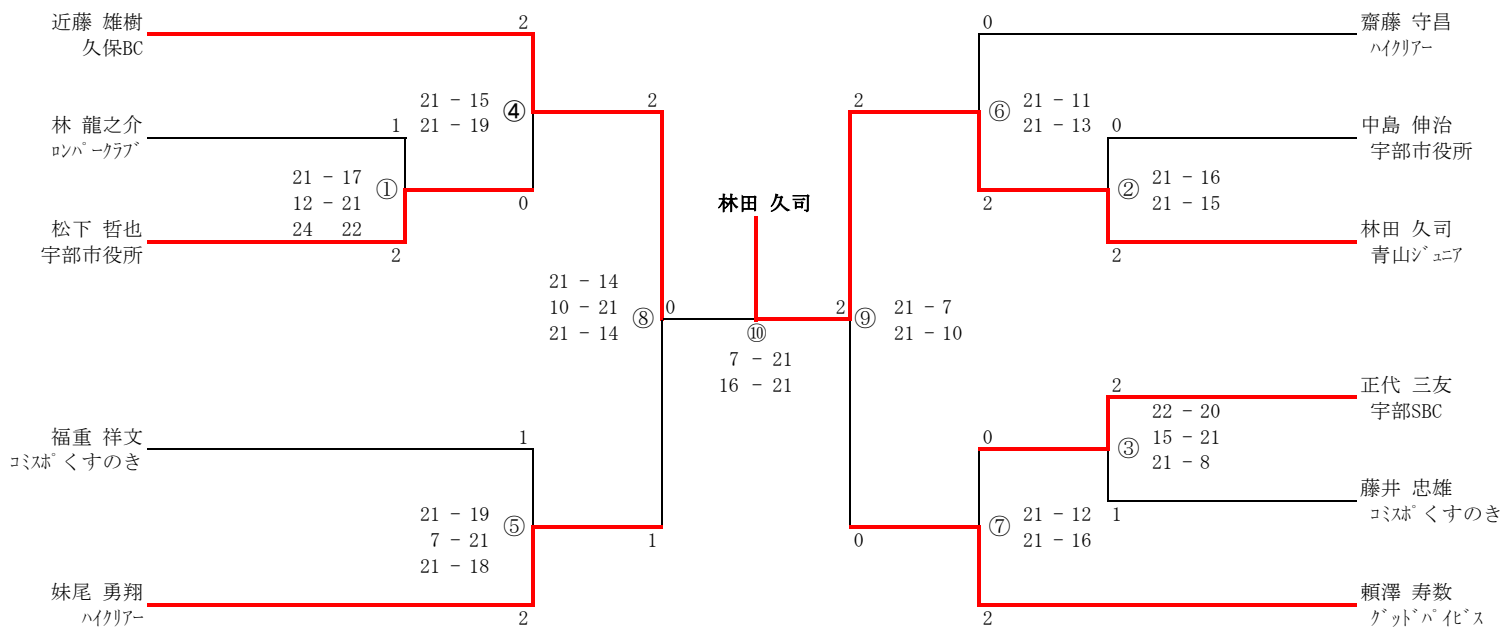 近藤 雄樹
久保BC
2
21 - 15
21 - 19
④
2
林 龍之介
ロンパークラブ
1
21 - 17
12 - 21
24 22
①
0
松下 哲也
宇部市役所
2
21 - 14
10 - 21
21 - 14
⑧
0
福重 祥文
コミスポくすのき
1
21 - 19
7 - 21
21 - 18
⑤
1
妹尾 勇翔
ハイクリアー
2
林田 久司
⑩
7 - 21
16 - 21
0
齋藤 守昌
ハイクリアー
2
⑥
21 - 11
21 - 13
0
中島 伸治
宇部市役所
2
②
21 - 16
21 - 15
林田 久司
青山ジュニア
2
2
⑨
21 - 7
21 - 10
2
正代 三友
宇部SBC
0
③
22 - 20
15 - 21
21 - 8
藤井 忠雄
コミスポくすのき
1
0
⑦
21 - 12
21 - 16
頼澤 寿数
グッドパイビス
2